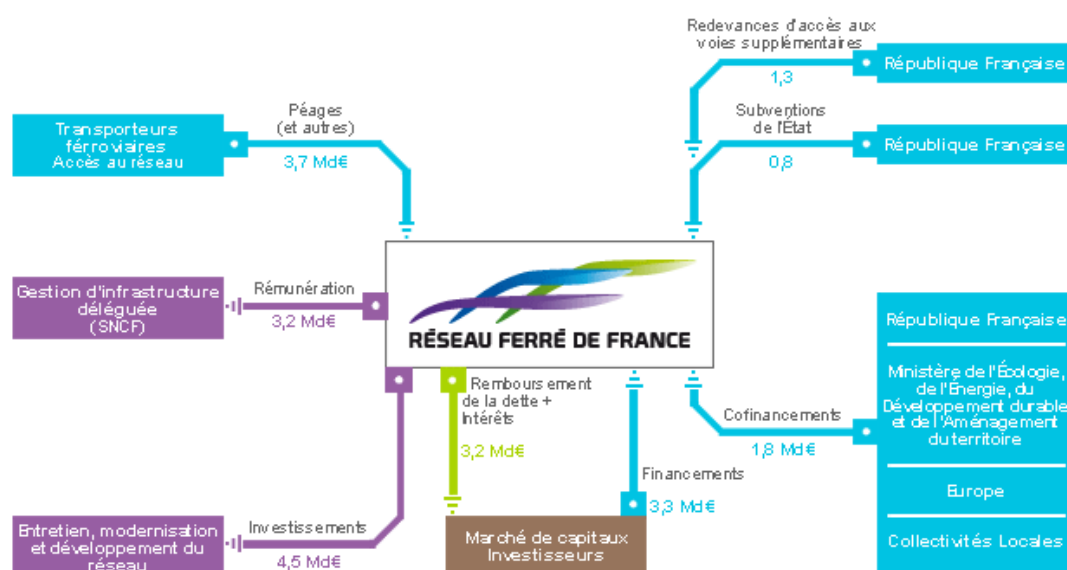 Redevances d'accès aux
voies supplémentaires
1,3
République Française
Péages
(et autres)
3,7 Md€
Transporteurs
férroviaires
Accès au réseau
Subventions
de l'État
0,8
République Française
Gestion d'infrastructure
déléguée
(SNCF)
Rémunération
3,2 Md€
RÉSEAU FERRÉ DE FRANCE
République Française
Ministère de l'Écologie,
de l'Énergie, du
Développement durable
et de l'Aménagement
du territoire
Europe
Collectivités Locales
Remboursement
de la dette +
Intérêts
3,2 Md€
Cofinancements
1,8 Md€
Financements
3,3 Md€
Entretien, modernisation
et développement du
réseau
Investissements
4,5 Md€
Marché de capitaux
Investisseurs